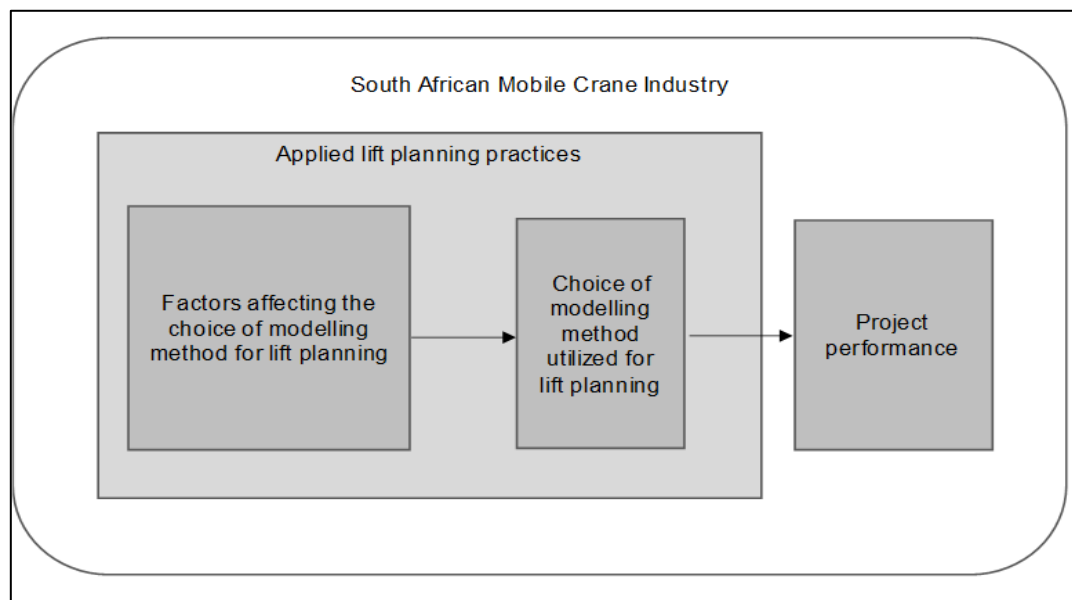 South African Mobile Crane Industry
Applied lift planning practices
Factors affecting the
choice of modelling
method for lift planning
Choice of
modelling
method
utilized for
lift planning
Project
performance